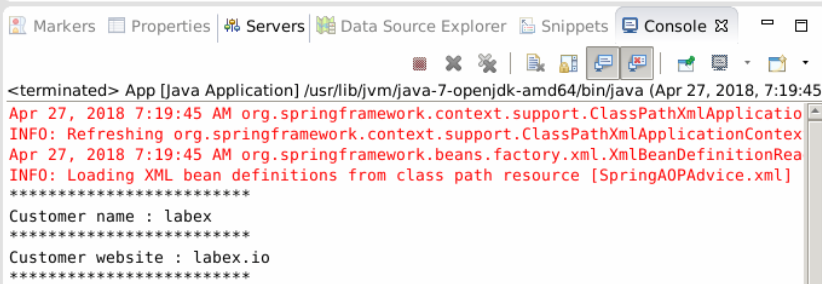 Markers Properties Servers Data Source Explorer Snippets Console
<terminated> App [Java Application] /usr/lib/jvm/java-7-openjdk-amd64/bin/java (Apr 27, 2018, 7:19:45
Apr 27, 2018 7:19:45 AM org.springframework.context.support.ClassPathXmlApplicatio
INFO: Refreshing org.springframework.context.support.ClassPathXmlApplicationContex
Apr 27, 2018 7:19:45 AM org.springframework.beans.factory.xml.XmlBeanDefinitionRea
INFO: Loading XML bean definitions from class path resource [SpringAOPAdvice.xml]
*************************
Customer name : labex
*************************
Customer website : labex.io
*************************